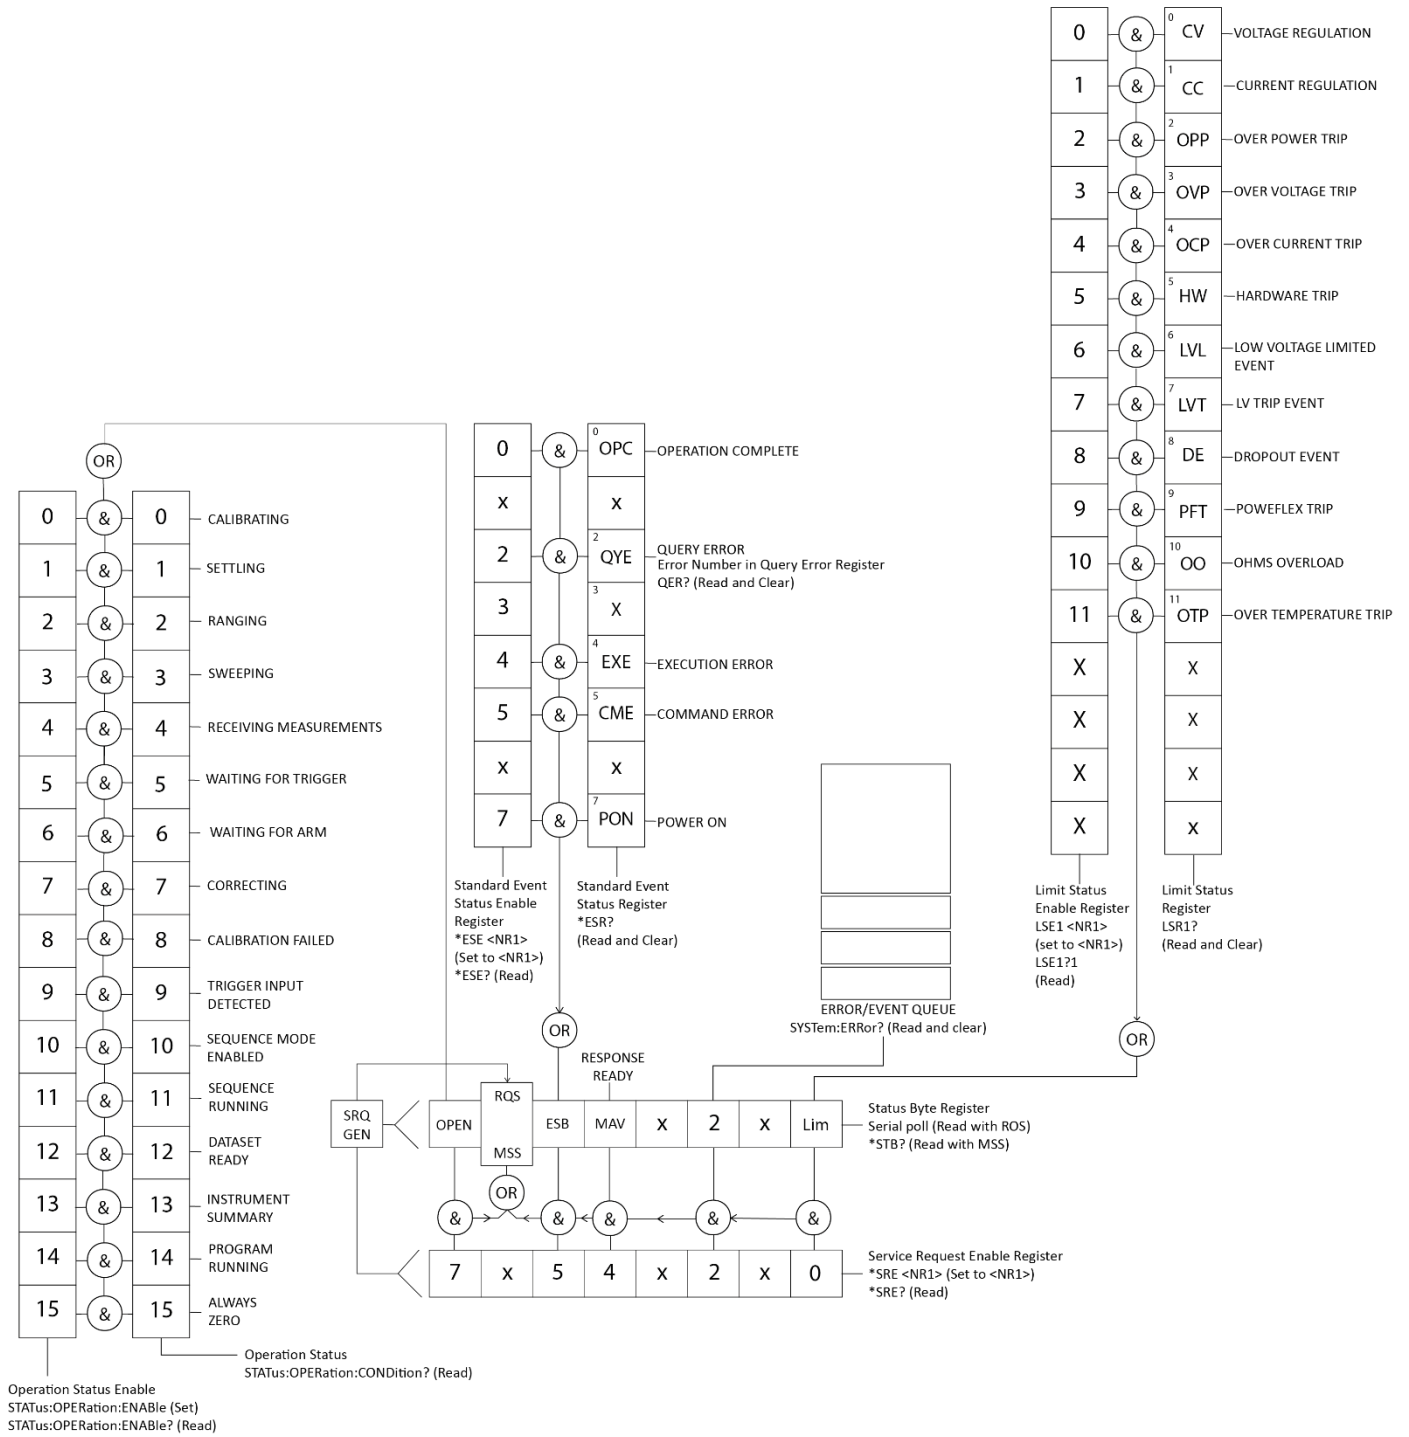 0 & 0 CV VOLTAGE REGULATION
1 & 1 CC CURRENT REGULATION
2 & 2 OPP OVER POWER TRIP
3 & 3 OVP OVER VOLTAGE TRIP
4 & 4 OCP OVER CURRENT TRIP
5 & 5 HW HARDWARE TRIP
6 & 6 LVL LOW VOLTAGE LIMITED
EVENT
7 & 7 LVT LV TRIP EVENT
8 & 8 DE DROPOUT EVENT
9 & 9 PFT POWEFLEX TRIP
10 & 10 OO OHMS OVERLOAD
11 & 11 OTP OVER TEMPERATURE TRIP
X x
X x
X x
X x
Limit Status
Enable Register
LSE1 <NR1>
(set to <NR1>)
LSE1?1
(Read)
Limit Status
Register
LSR1?
(Read and Clear)
OR
0 & 0 OPC OPERATION COMPLETE
x x
2 & 2 QYE QUERY ERROR
Error Number in Query Error Register
QER? (Read and Clear)
3 3 X
4 & 4 EXE EXECUTION ERROR
5 & 5 CME COMMAND ERROR
x x
7 & 7 PON POWER ON
Standard Event
Status Enable
Register
*ESE <NR1>
(Set to <NR1>)
*ESE? (Read)
Standard Event
Status Register
*ESR?
(Read and Clear)
OR
ERROR/EVENT QUEUE
SYSTem:ERRor? (Read and clear)
OR
0 & 0 CALIBRATING
1 & 1 SETTLING
2 & 2 RANGING
3 & 3 SWEEPING
4 & 4 RECEIVING MEASUREMENTS
5 & 5 WAITING FOR TRIGGER
6 & 6 WAITING FOR ARM
7 & 7 CORRECTING
8 & 8 CALIBRATION FAILED
9 & 9 TRIGGER INPUT
DETECTED
10 & 10 SEQUENCE MODE
ENABLED
11 & 11 SEQUENCE
RUNNING
12 & 12 DATASET
READY
13 & 13 INSTRUMENT
SUMMARY
14 & 14 PROGRAM
RUNNING
15 & 15 ALWAYS
ZERO
Operation Status
STATus:OPERation:CONDition? (Read)
Operation Status Enable
STATus:OPERation:ENABle (Set)
STATus:OPERation:ENABle? (Read)
RESPONSE
READY
SRQ
GEN
OPEN RQS MSS ESB MAV x 2 x Lim
Status Byte Register
Serial poll (Read with ROS)
*STB? (Read with MSS)
OR
& & & & &
7 x 5 4 x 2 x 0
Service Request Enable Register
*SRE <NR1> (Set to <NR1>)
*SRE? (Read)